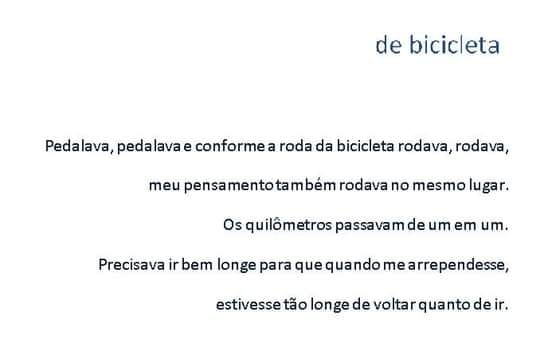 de bicicleta
Pedalava, pedalava e conforme a roda da bicicleta rodava, rodava,
meu pensamento também rodava no mesmo lugar.
Os quilômetros passavam de um em um.
Precisava ir bem longe para que quando me arrependesse,
estivesse tão longe de voltar quanto de ir.